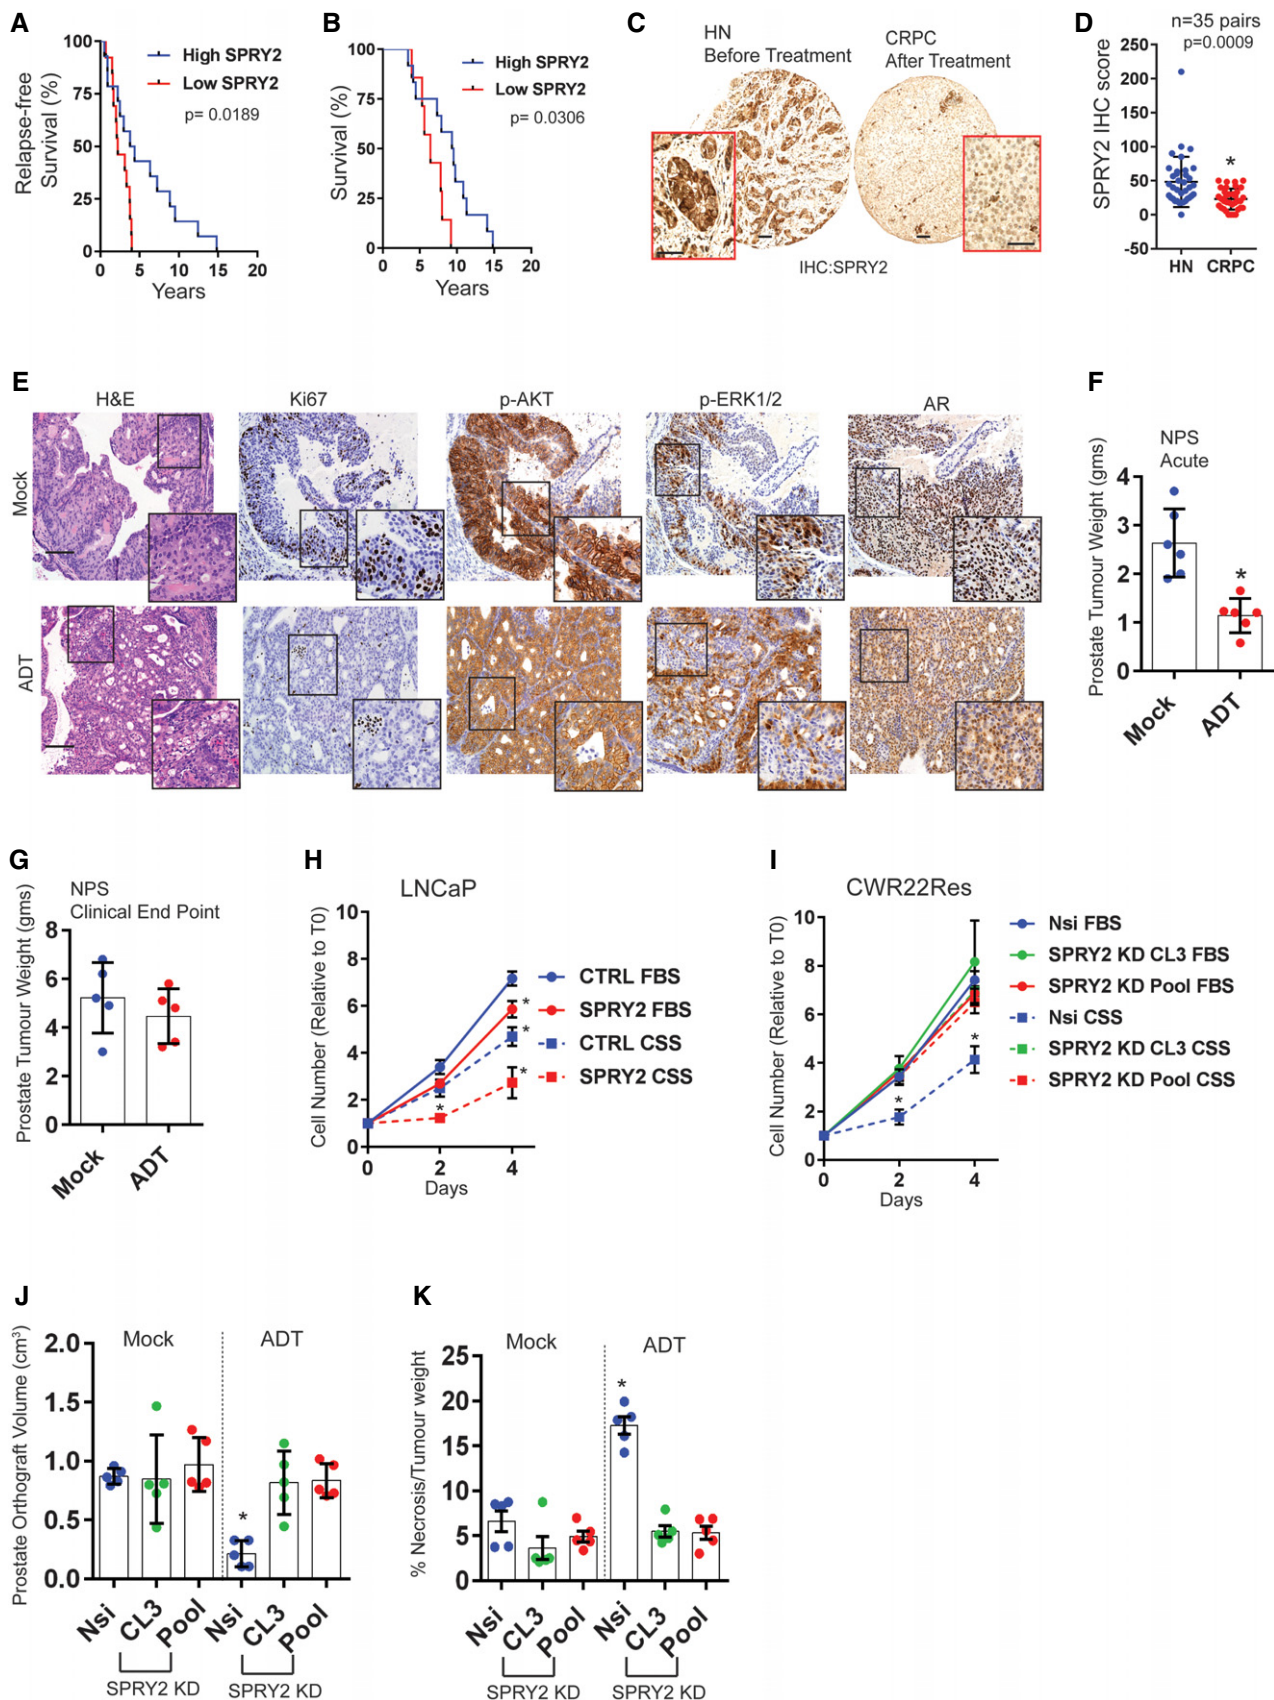 A
Relapse-free
Survival (%)
100
75
50
25
0
0 5 10 15 20
Years
High SPRY2
Low SPRY2
p= 0.0189
B
Survival (%)
100
75
50
25
0
0 5 10 15 20
Years
High SPRY2
Low SPRY2
p= 0.0306
C
HN
Before Treatment
CRPC
After Treatment
IHC:SPRY2
D
n=35 pairs
p=0.0009
SPRY2 IHC score
250
200
150
100
50
0
-50
*
HN CRPC
E
H&E Ki67 p-AKT p-ERK1/2 AR
Mock
ADT
F
NPS
Acute
Prostate Tumour Weight (gms)
4
3
2
1
0
*
Mock ADT
G
NPS
Clinical End Point
Prostate Tumour Weight (gms)
8
6
4
2
0
Mock ADT
H
LNCaP
Cell Number (Relative to T0)
10
8
6
4
2
0
0 2 4
Days
*
*
*
*
CTRL FBS
SPRY2 FBS
CTRL CSS
SPRY2 CSS
I
CWR22Res
Cell Number (Relative to T0)
10
8
6
4
2
0
0 2 4
Days
*
*
Nsi FBS
SPRY2 KD CL3 FBS
SPRY2 KD Pool FBS
Nsi CSS
SPRY2 KD CL3 CSS
SPRY2 KD Pool CSS
J
Mock ADT
Prostate Orthograft Volume (cm³)
2.0
1.5
1.0
0.5
0.0
*
Nsi CL3 Pool Nsi CL3 Pool
SPRY2 KD SPRY2 KD
K
Mock ADT
% Necrosis/Tumour weight
25
20
15
10
5
0
*
Nsi CL3 Pool Nsi CL3 Pool
SPRY2 KD SPRY2 KD